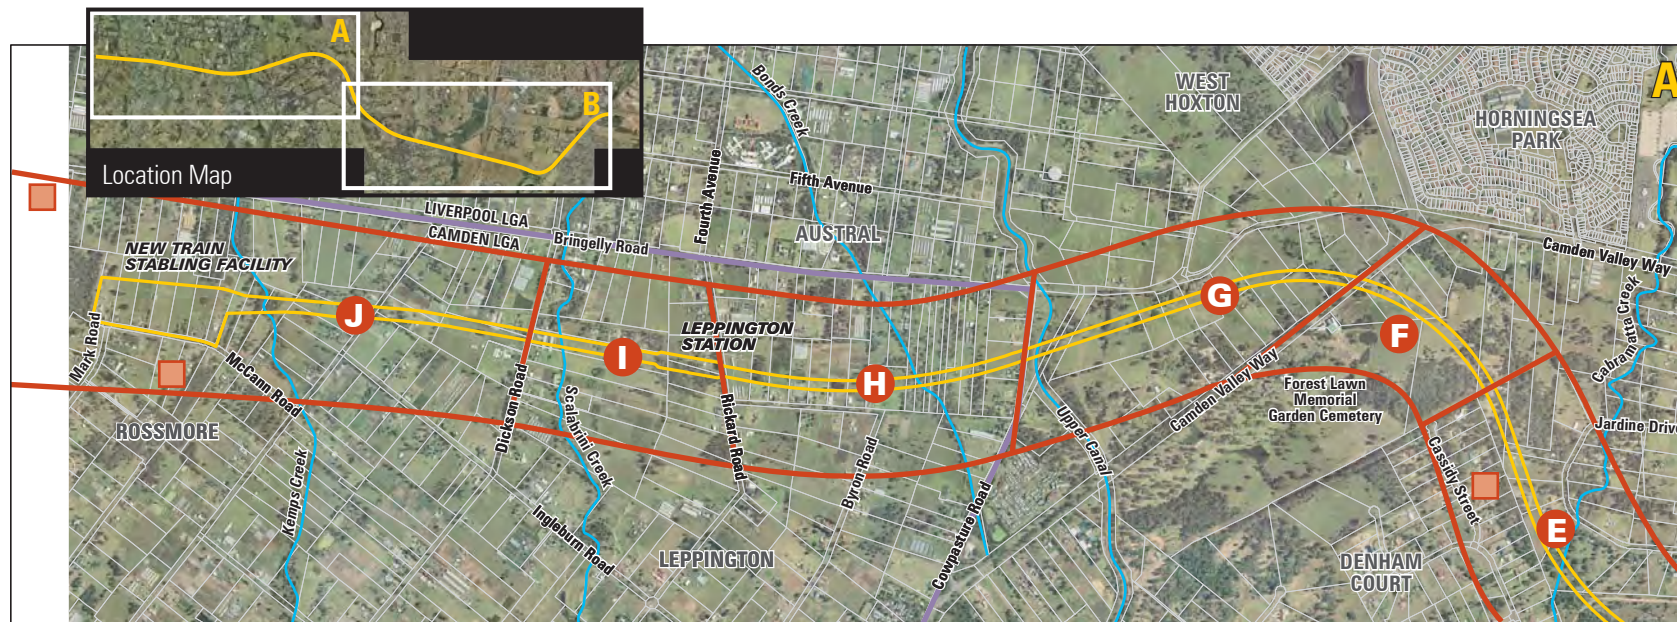 A
B
Location Map
A
WEST
HOXTON
HORNINGSEA
PARK
Bonds Creek
Fifth Avenue
Fourth Avenue
LIVERPOOL LGA
CAMDEN LGA
Bringelly Road
AUSTRAL
Camden Valley Way
NEW TRAIN
STABLING FACILITY
Cabramatta Creek
G
J
LEPPINGTON
STATION
F
I
H
Mark Road
McCann Road
Camden Valley Way
Forest Lawn
Memorial
Garden Cemetery
ROSSMORE
Dickson Road
Scalabrini Creek
Rickard Road
Byron Road
Upper Canal
Cassidy Street
Jardine Drive
Kemps Creek
Ingleburn Road
Cowpasture Road
LEPPINGTON
E
DENHAM
COURT